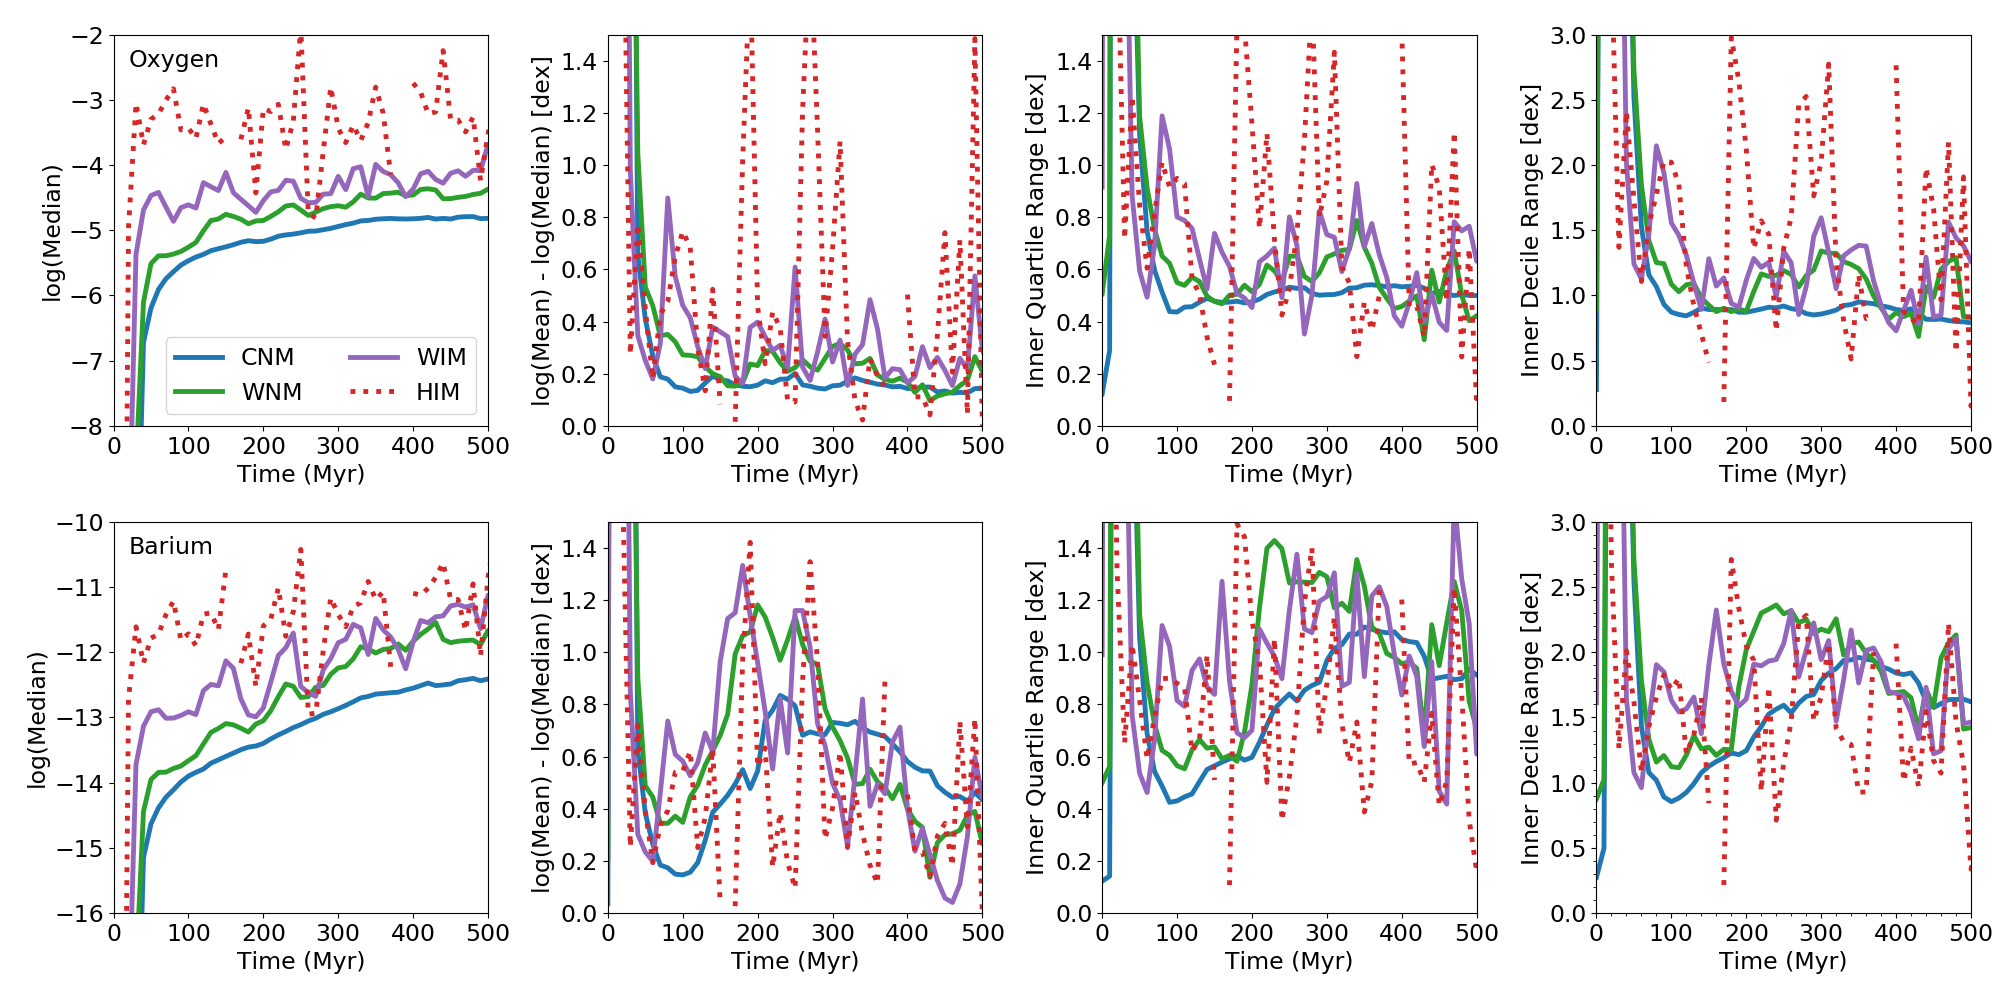 Oxygen
log(Median)
−2
−3
−4
−5
−6
−7
−8
CNM
WNM
WIM
HIM
0 100 200 300 400 500
Time (Myr)
log(Mean) - log(Median) [dex]
1.4
1.2
1.0
0.8
0.6
0.4
0.2
0.0
0 100 200 300 400 500
Time (Myr)
Inner Quartile Range [dex]
1.4
1.2
1.0
0.8
0.6
0.4
0.2
0.0
0 100 200 300 400 500
Time (Myr)
Inner Decile Range [dex]
3.0
2.5
2.0
1.5
1.0
0.5
0.0
0 100 200 300 400 500
Time (Myr)
Barium
log(Median)
−10
−11
−12
−13
−14
−15
−16
0 100 200 300 400 500
Time (Myr)
log(Mean) - log(Median) [dex]
1.4
1.2
1.0
0.8
0.6
0.4
0.2
0.0
0 100 200 300 400 500
Time (Myr)
Inner Quartile Range [dex]
1.4
1.2
1.0
0.8
0.6
0.4
0.2
0.0
0 100 200 300 400 500
Time (Myr)
Inner Decile Range [dex]
3.0
2.5
2.0
1.5
1.0
0.5
0.0
0 100 200 300 400 500
Time (Myr)